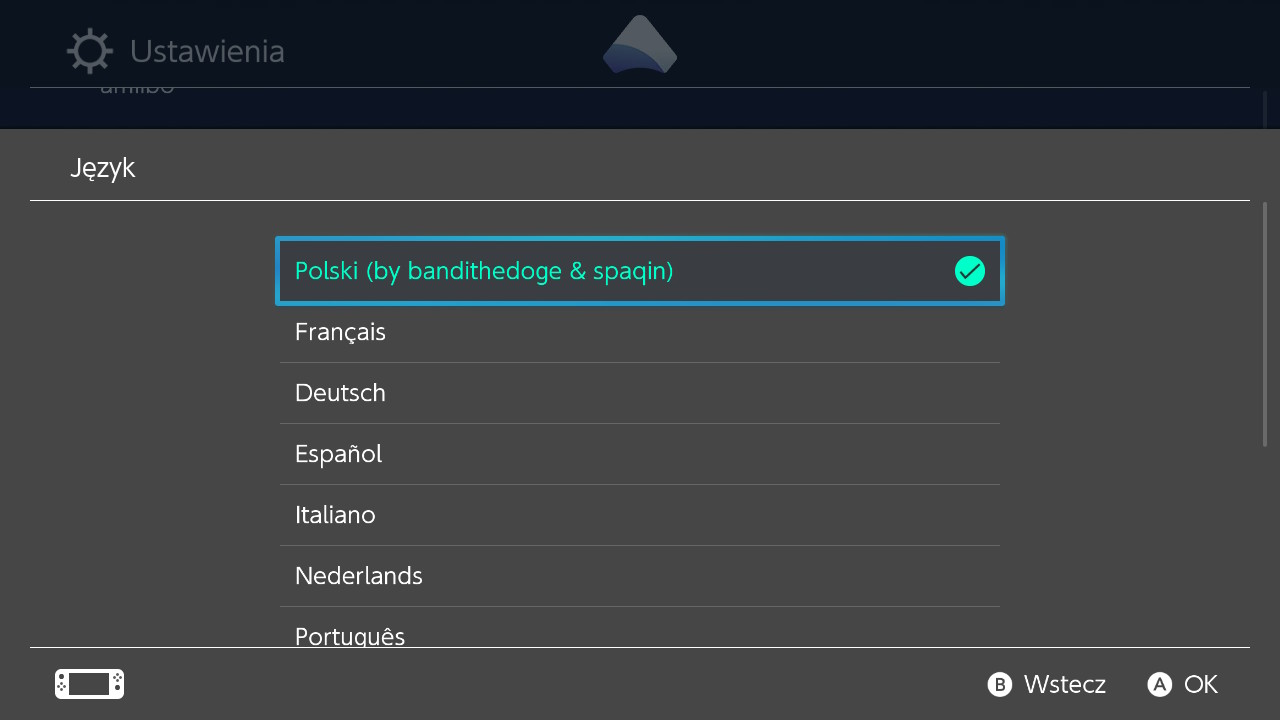 Ustawienia
amiibo
Język
Polski (by bandithedoge & spaqin)
Français
Deutsch
Español
Italiano
Nederlands
Português
B Wstecz A OK